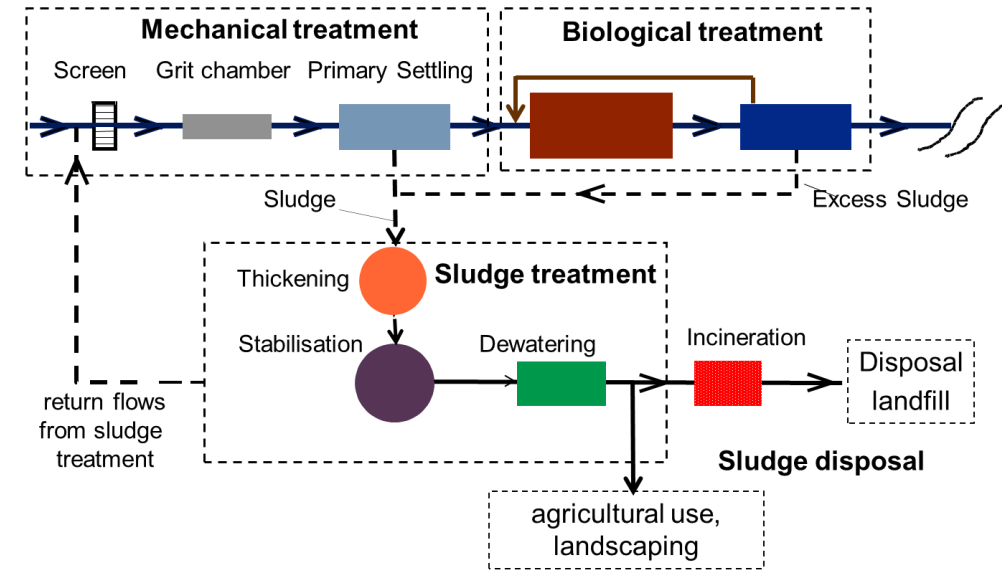 Mechanical treatment
Biological treatment
Screen
Grit chamber
Primary Settling
Sludge
Excess Sludge
Thickening
Sludge treatment
Stabilisation
Dewatering
Incineration
Disposal
landfill
return flows
from sludge
treatment
Sludge disposal
agricultural use,
landscaping